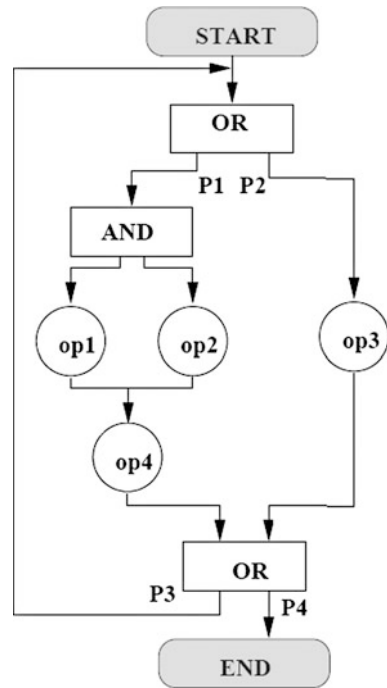 START
OR
P1 P2
AND
op1
op2
op3
op4
OR
P3
P4
END